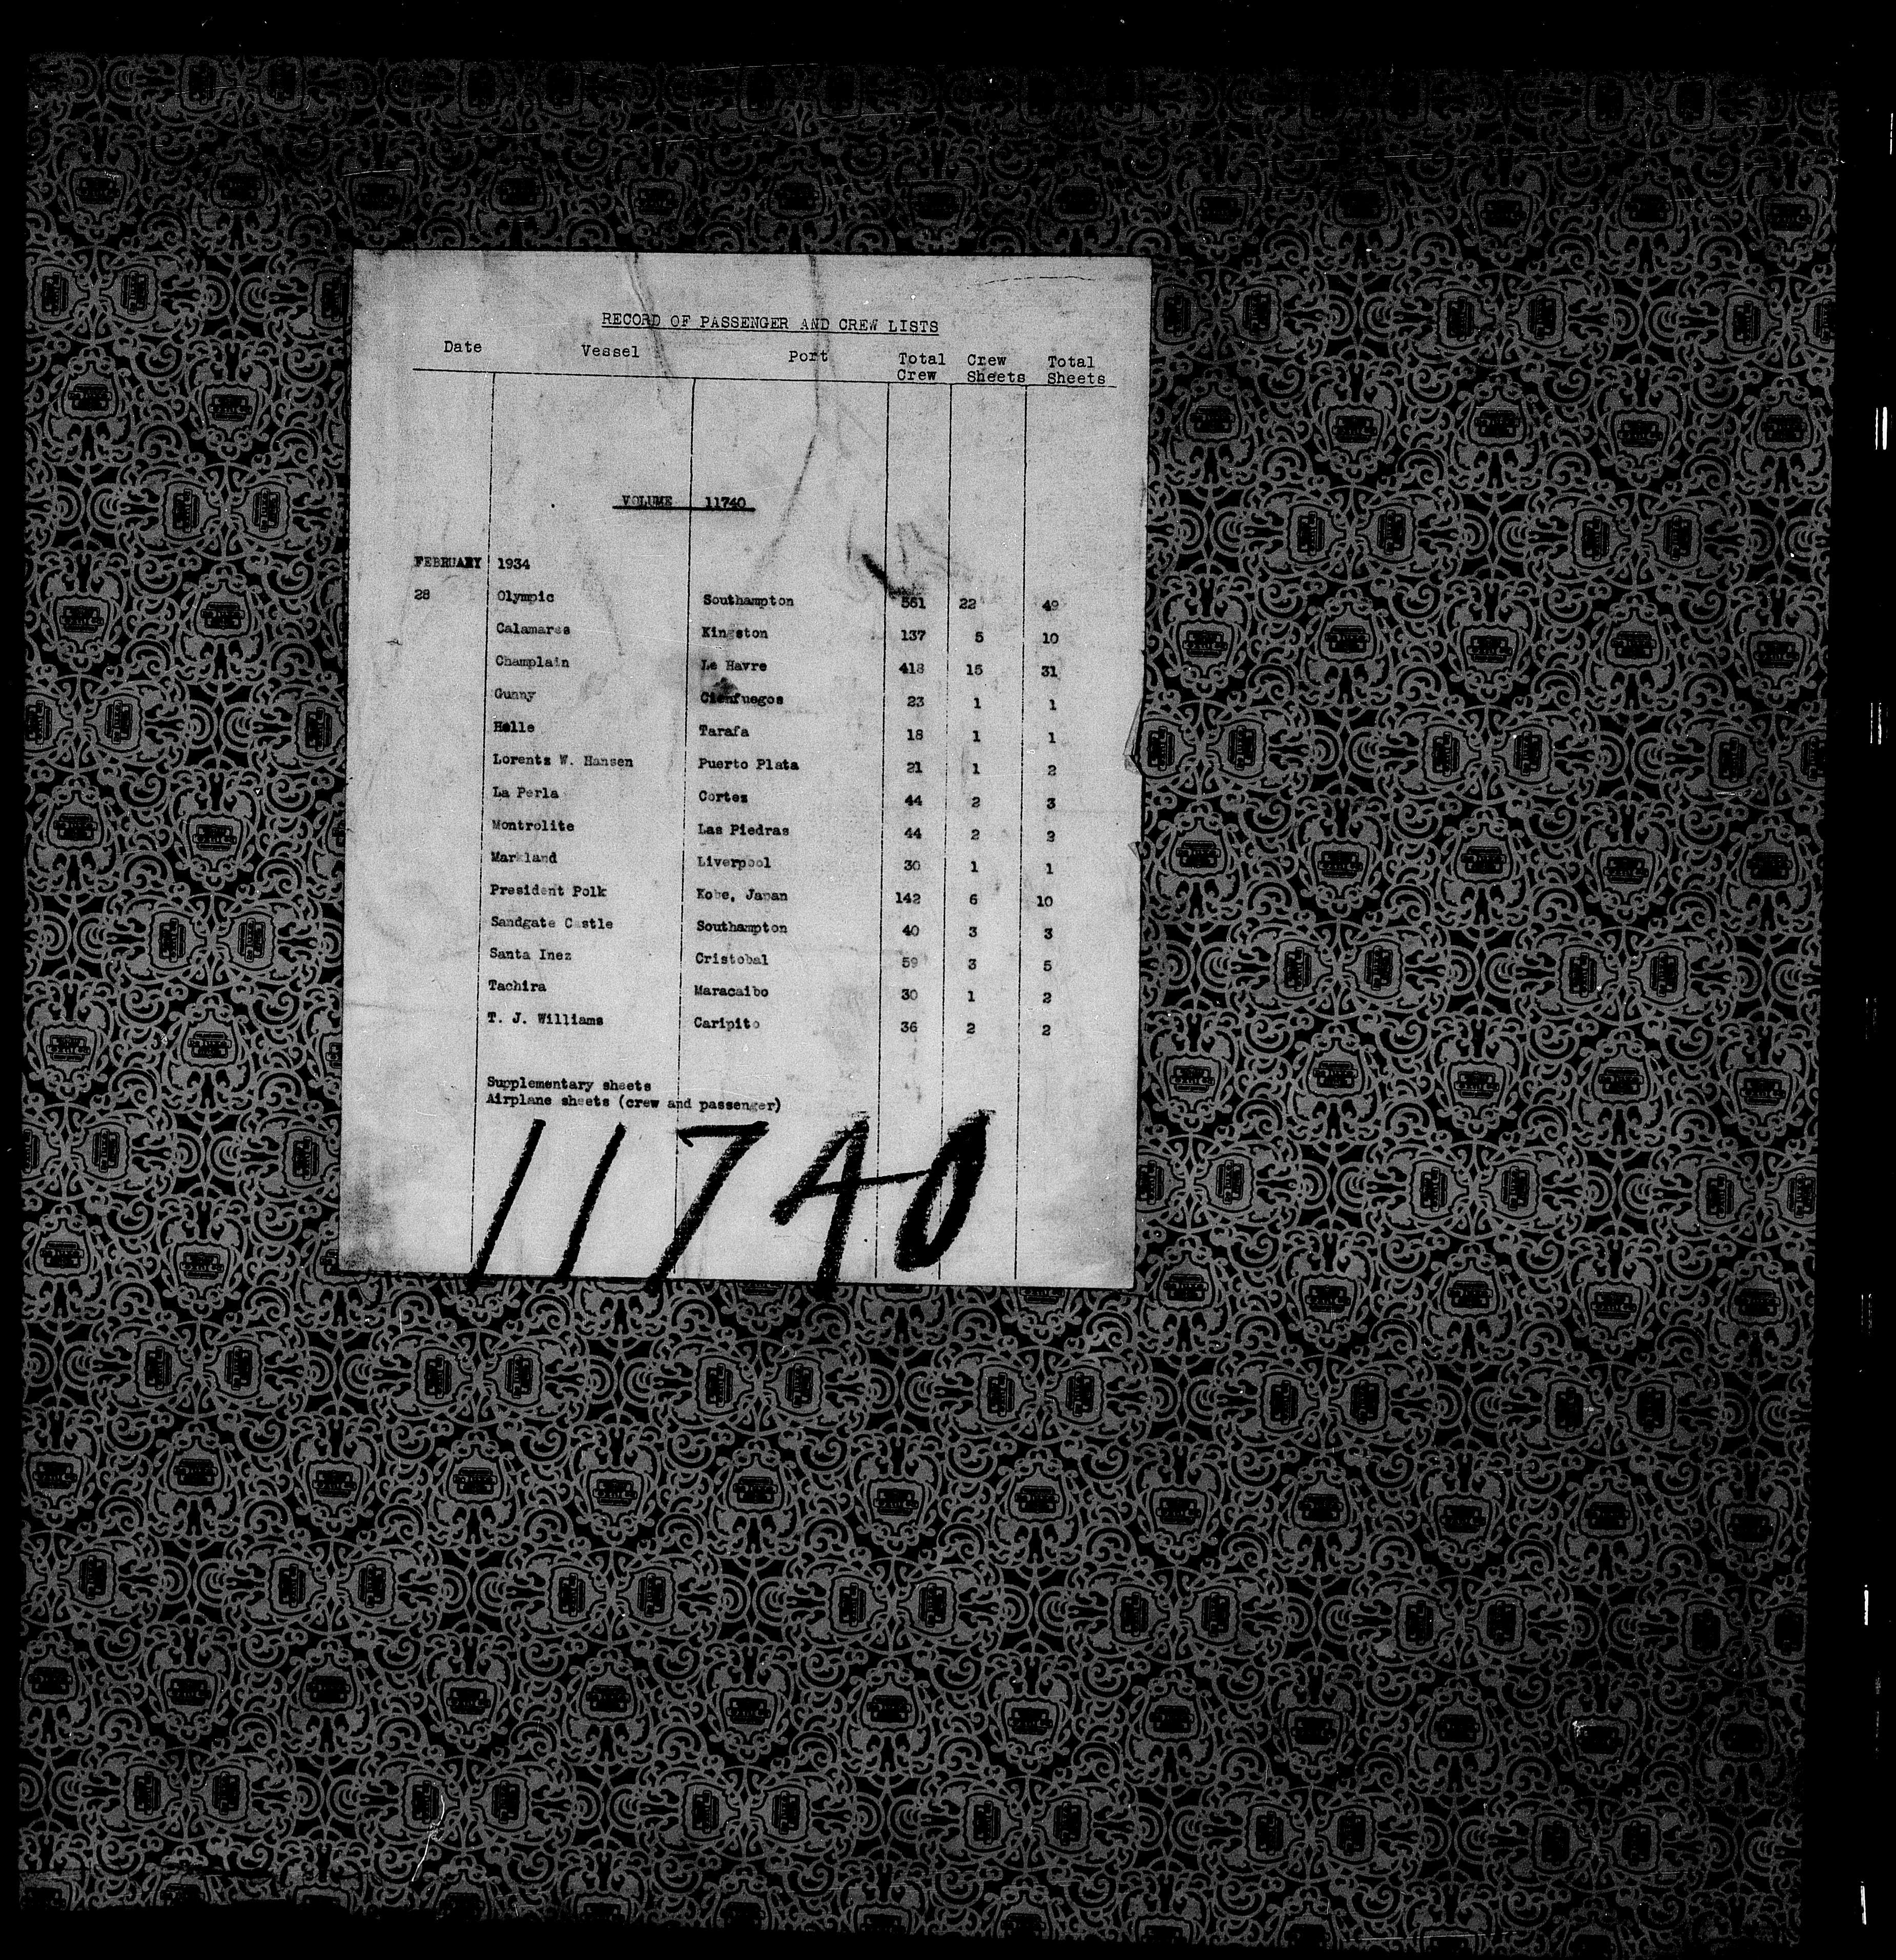 RECORD OF PASSENGER AND CREW LISTS
Date Vessel Port Total Crew Crew Sheets Total Sheets
VOLUME 11740
FEBRUARY 1934
28 Olympic Southampton 561 22 49
Calamares Kingston 137 5 10
Champlain Le Havre 418 15 31
Gunny Cienfuegos 23 1 1
Helle Tarafa 18 1 1
Lorents W. Hansen Puerto Plata 21 1 2
La Perla Cortez 44 2 3
Montrolite Las Piedras 44 2
Markland Liverpool 30 1 1
President Polk Kobe, Japan 142 6 10
Sandgate Castle Southampton 40 3 3
Santa Inez Cristobal 59 3 5
Tachira Maracaibo 30 1 2
T. J. Williams Caripito 36 2 2
Supplementary sheets
Airplane sheets (crew and passenger)
11740